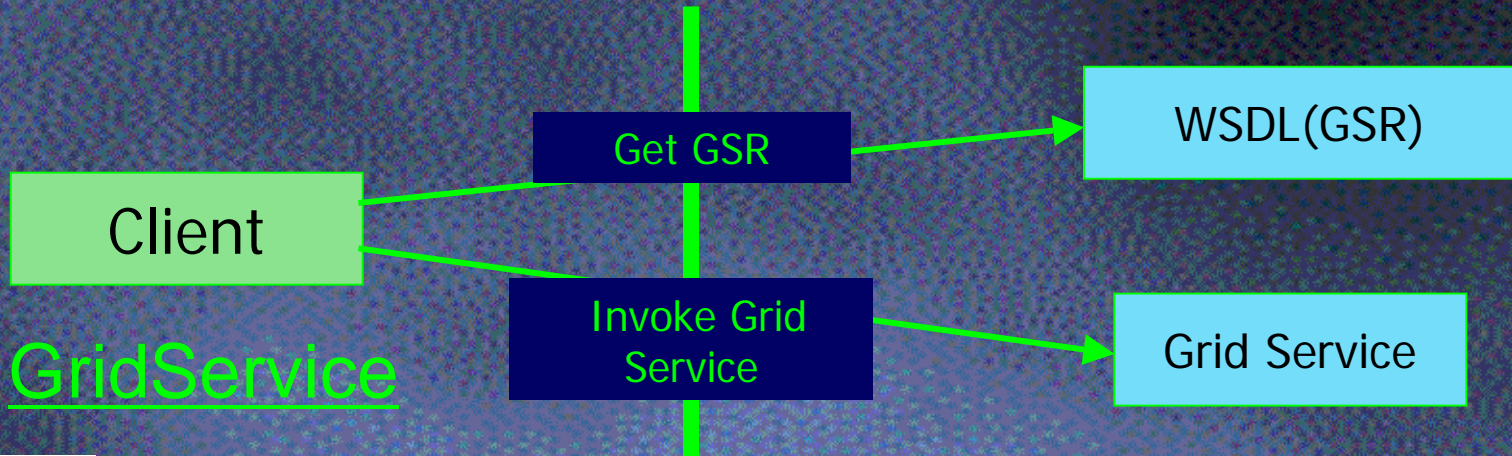 Get GSR
WSDL(GSR)
Client
Invoke Grid
Service
Grid Service
GridService